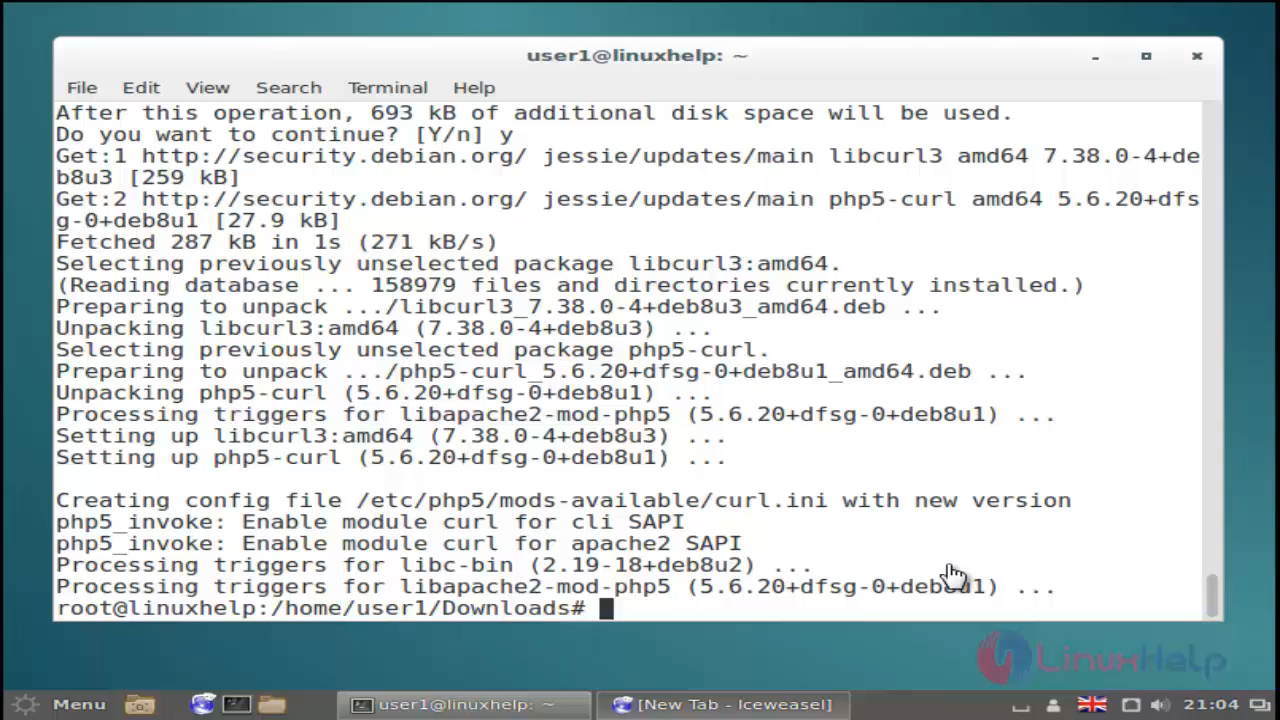 user1@linuxhelp: ~
File Edit View Search Terminal Help
After this operation, 693 kB of additional disk space will be used.
Do you want to continue? [Y/n] y
Get:1 http://security.debian.org/ jessie/updates/main libcurl3 amd64 7.38.0-4+de
b8u3 [259 kB]
Get:2 http://security.debian.org/ jessie/updates/main php5-curl amd64 5.6.20+dfs
g-0+deb8u1 [27.9 kB]
Fetched 287 kB in 1s (271 kB/s)
Selecting previously unselected package libcurl3:amd64.
(Reading database ... 158979 files and directories currently installed.)
Preparing to unpack .../libcurl3_7.38.0-4+deb8u3_amd64.deb ...
Unpacking libcurl3:amd64 (7.38.0-4+deb8u3) ...
Selecting previously unselected package php5-curl.
Preparing to unpack .../php5-curl_5.6.20+dfsg-0+deb8u1_amd64.deb ...
Unpacking php5-curl (5.6.20+dfsg-0+deb8u1) ...
Processing triggers for libapache2-mod-php5 (5.6.20+dfsg-0+deb8u1) ...
Setting up libcurl3:amd64 (7.38.0-4+deb8u3) ...
Setting up php5-curl (5.6.20+dfsg-0+deb8u1) ...
Creating config file /etc/php5/mods-available/curl.ini with new version
php5_invoke: Enable module curl for cli SAPI
php5_invoke: Enable module curl for apache2 SAPI
Processing triggers for libc-bin (2.19-18+deb8u2) ...
Processing triggers for libapache2-mod-php5 (5.6.20+dfsg-0+deb8u1) ...
root@linuxhelp:/home/user1/Downloads#
LinuxHelp
Menu user1@linuxhelp: ~ [New Tab - Iceweasel] 21:04